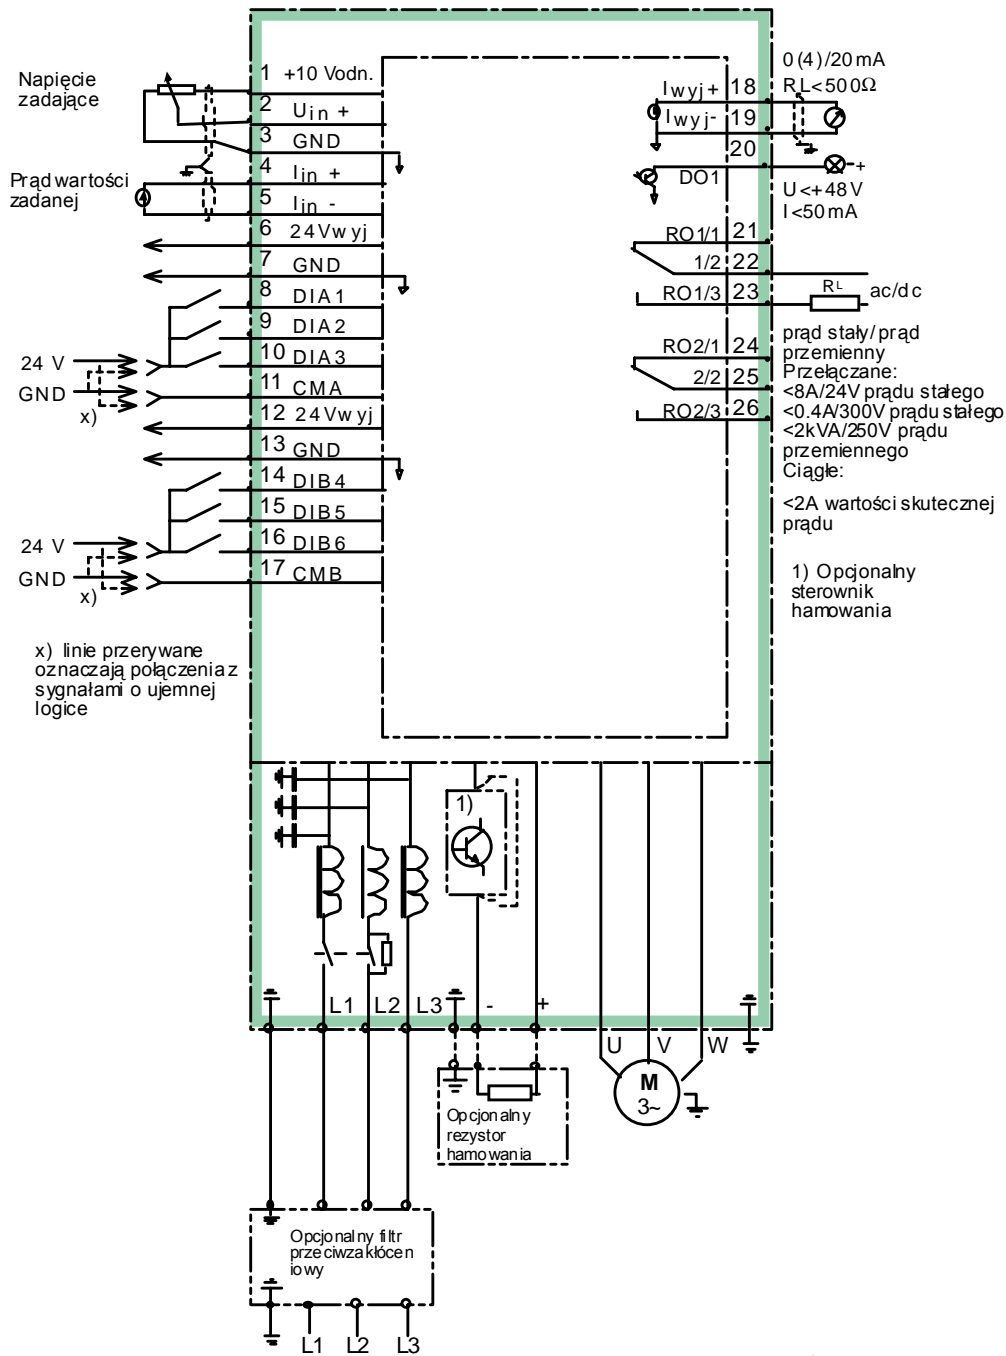 Napięcie
zadające
1 +10 Vodn.
2 Uin +
3 GND
4 Iin +
Prąd wartości
zadanej
5 Iin -
6 24Vwyj
7 GND
8 DIA1
9 DIA2
10 DIA3
24 V
11 CMA
GND
x)
12 24Vwyj
13 GND
14 DIB4
15 DIB5
16 DIB6
24 V
17 CMB
GND
x)
x) linie przerywane
oznaczają połączenia z
sygnałami o ujemnej
logice
0(4)/20mA
RL<500Ω
Iwyj+ 18
Iwyj- 19
20
DO1
-+
U<+48V
I<50mA
RO1/1 21
1/2 22
RO1/3 23
RL
ac/dc
RO2/1 24
2/2 25
RO2/3 26
prąd stały/prąd
przemienny
Przełączane:
<8A/24V prądu stałego
<0.4A/300V prądu stałego
<2kVA/250V prądu
przemiennego
Ciągłe:
<2A wartości skutecznej
prądu
1) Opcjonalny
sterownik
hamowania
1)
L1 L2 L3 - +
U V W
M
3~
Opcjonalny
rezystor
hamowania
Opcjonalny filtr
przeciwzakłócen
iowy
L1 L2 L3